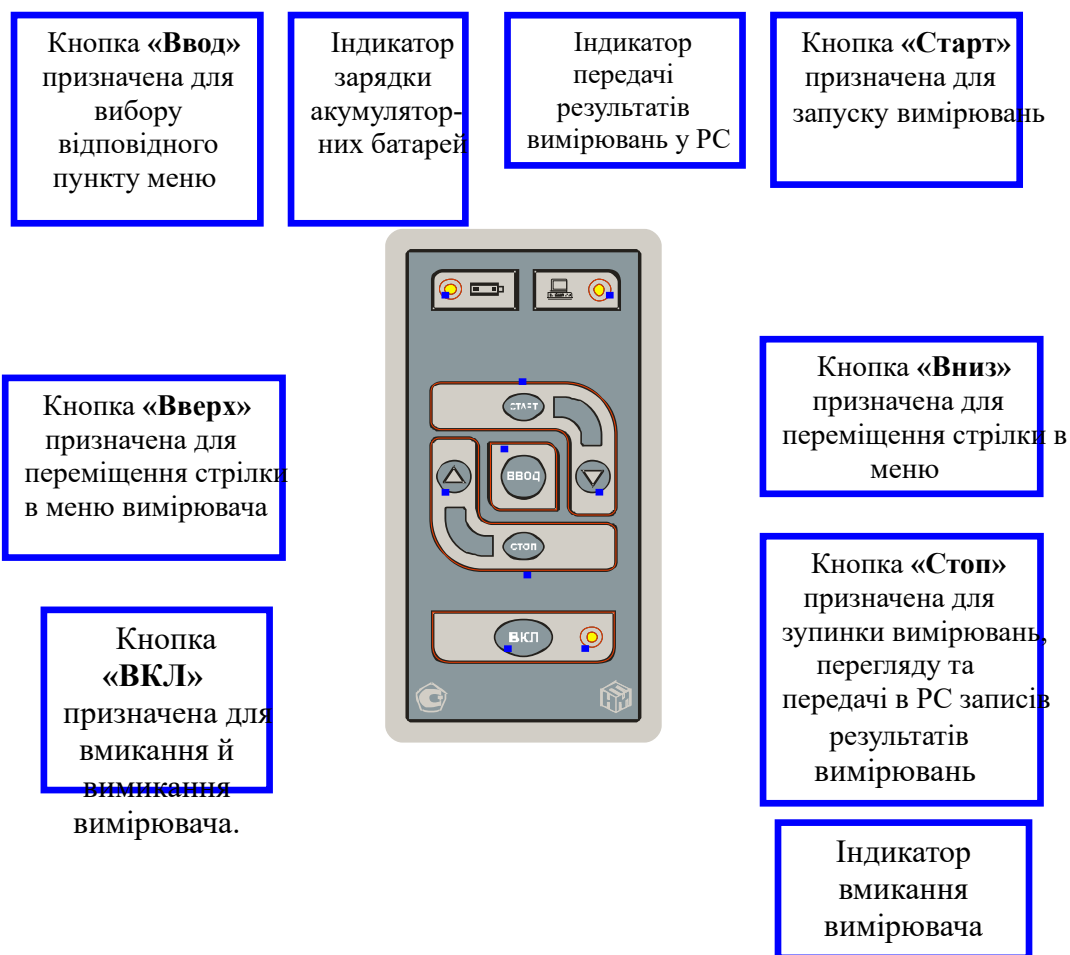 Кнопка «Ввод»
призначена для
вибору
відповідного
пункту меню
Індикатор
зарядки
акумулятор-
них батарей
Індикатор
передачі
результатів
вимірювань у РС
Кнопка «Старт»
призначена для
запуску вимірювань
СТАРТ
ВВОД
СТОП
ВКЛ
Кнопка «Вверх»
призначена для
переміщення стрілки
в меню вимірювача
Кнопка «Вниз»
призначена для
переміщення стрілки в
меню
Кнопка
«ВКЛ»
призначена для
вмикання й
вимикання
вимірювача.
Кнопка «Стоп»
призначена для
зупинки вимірювань,
перегляду та
передачі в РС записів
результатів
вимірювань
Індикатор
вмикання
вимірювача